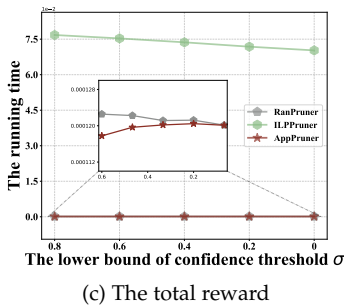 1e−2
7.5
6.0
4.5
3.0
1.5
0.0
The running time
0.000128
0.000120
0.000112
0.6 0.4 0.2
RanPruner
ILPPruner
AppPruner
0.8 0.6 0.4 0.2 0
The lower bound of confidence threshold σ
(c) The total reward